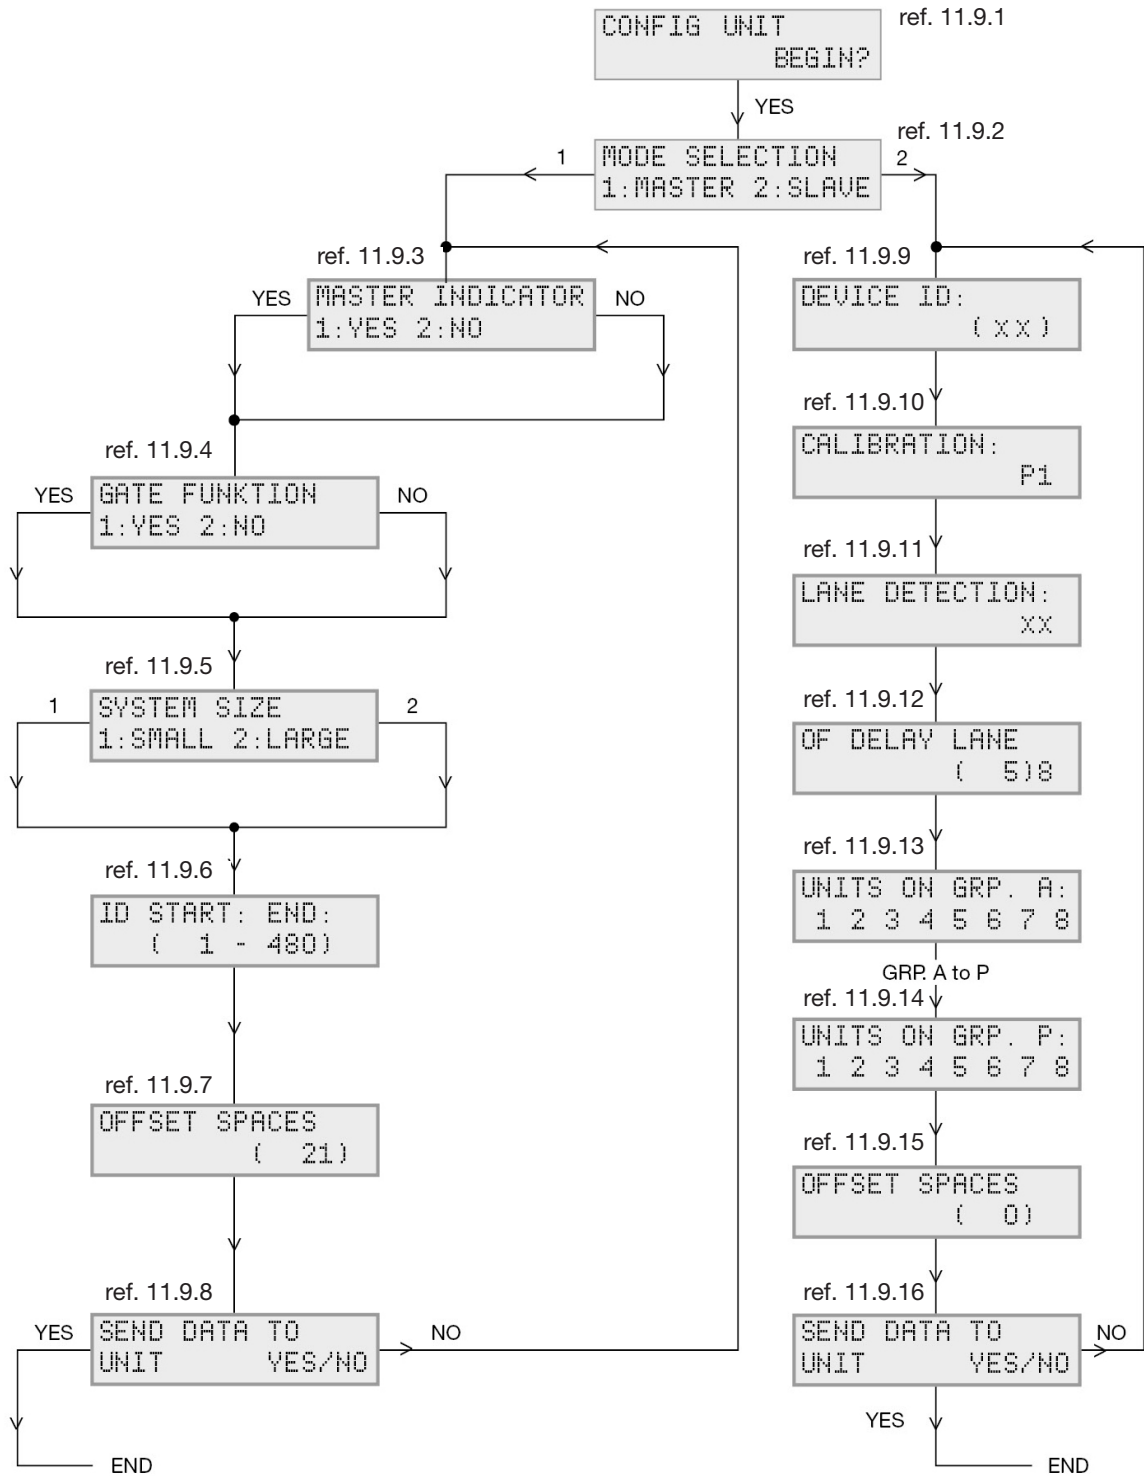 CONFIG UNIT
BEGIN?
ref. 11.9.1
YES
ref. 11.9.2
1
MODE SELECTION
1:MASTER 2:SLAVE
2
ref. 11.9.3
YES
MASTER INDICATOR
1:YES 2:NO
NO
ref. 11.9.4
YES
GATE FUNKTION
1:YES 2:NO
NO
ref. 11.9.5
1
SYSTEM SIZE
1:SMALL 2:LARGE
2
ref. 11.9.6
ID START: END:
( 1 - 480)
ref. 11.9.7
OFFSET SPACES
( 21)
ref. 11.9.8
YES
SEND DATA TO
UNIT YES/NO
NO
END
ref. 11.9.9
DEVICE ID:
(xx)
ref. 11.9.10
CALIBRATION:
P1
ref. 11.9.11
LANE DETECTION:
XX
ref. 11.9.12
OF DELAY LANE
( 5)8
ref. 11.9.13
UNITS ON GRP. A:
1 2 3 4 5 6 7 8
GRP. A to P
ref. 11.9.14
UNITS ON GRP. P:
1 2 3 4 5 6 7 8
ref. 11.9.15
OFFSET SPACES
( 0)
ref. 11.9.16
SEND DATA TO
UNIT YES/NO
NO
YES
END